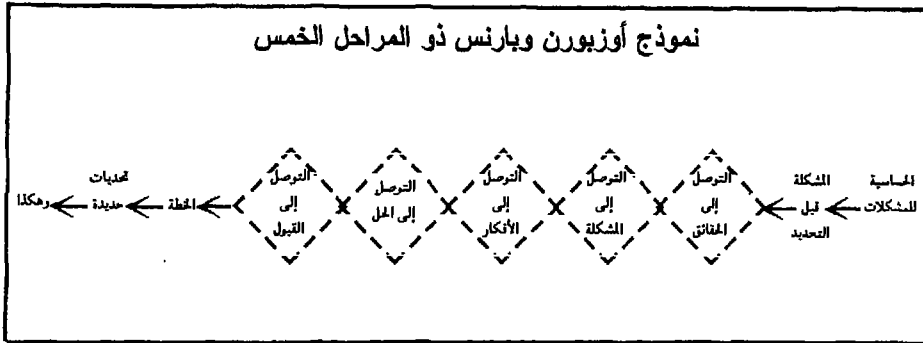 نموذج أوزبورن وبارنس ذو المراحل الخمس
الحساسية
للمشكلات
المشكلة
قبل
التحديد
التوصل
إلى
الحقائق
التوصل
إلى
المشكلة
التوصل
إلى
الأفكار
التوصل
إلى الحل
التوصل
إلى
القبول
الخطة
تحديات
جديدة
وهكذا